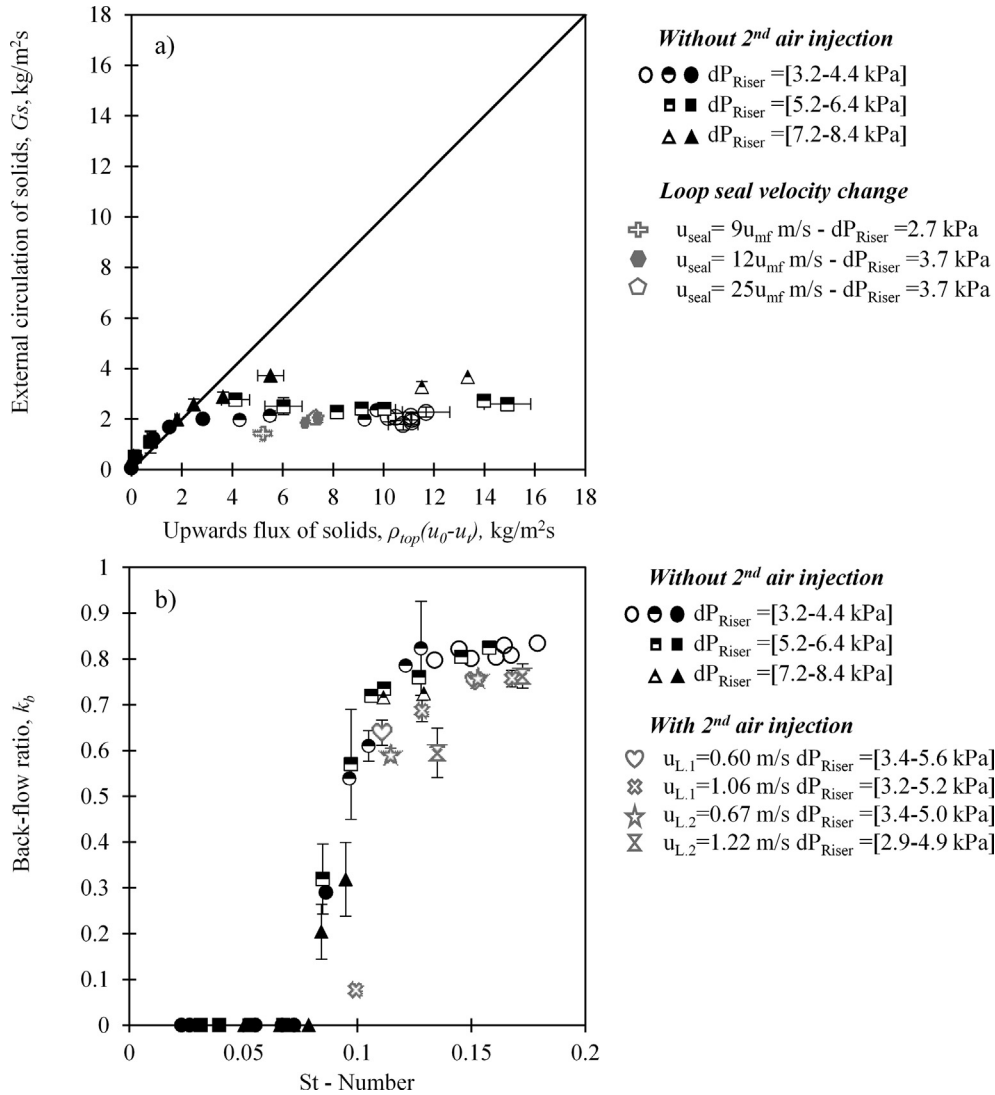 a)
External circulation of solids, Gs, kg/m²s
18
16
14
12
10
8
6
4
2
0
0 2 4 6 8 10 12 14 16 18
Upwards flux of solids, ρtop(u0-ut), kg/m²s
Without 2nd air injection
dPRiser =[3.2-4.4 kPa]
dPRiser =[5.2-6.4 kPa]
dPRiser =[7.2-8.4 kPa]
Loop seal velocity change
useal= 9umf m/s - dPRiser =2.7 kPa
useal= 12umf m/s - dPRiser =3.7 kPa
useal= 25umf m/s - dPRiser =3.7 kPa
b)
Back-flow ratio, kb
1
0.9
0.8
0.7
0.6
0.5
0.4
0.3
0.2
0.1
0
0 0.05 0.1 0.15 0.2
St - Number
Without 2nd air injection
dPRiser =[3.2-4.4 kPa]
dPRiser =[5.2-6.4 kPa]
dPRiser =[7.2-8.4 kPa]
With 2nd air injection
uL.1=0.60 m/s dPRiser =[3.4-5.6 kPa]
uL.1=1.06 m/s dPRiser =[3.2-5.2 kPa]
uL.2=0.67 m/s dPRiser =[3.4-5.0 kPa]
uL.2=1.22 m/s dPRiser =[2.9-4.9 kPa]